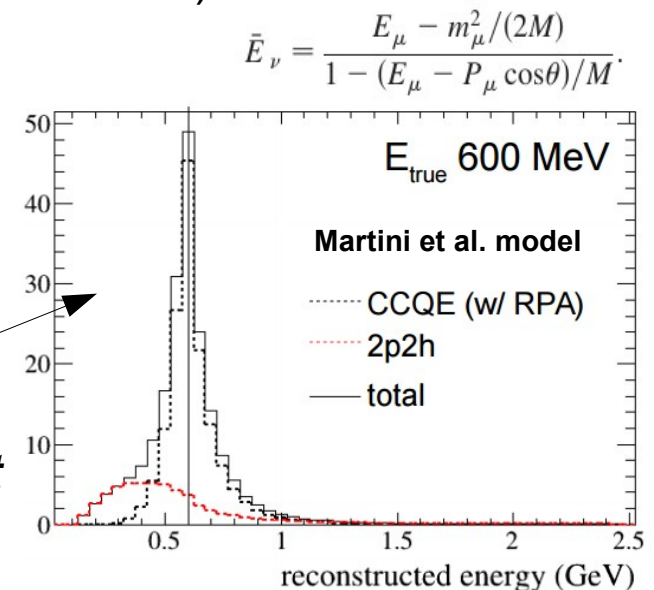 Ē_ν = (E_μ − m_μ²/(2M)) / (1 − (E_μ − P_μ cosθ)/M).
50
40
30
20
10
0
E_true 600 MeV
Martini et al. model
CCQE (w/ RPA)
2p2h
total
0.5 1 1.5 2 2.5
reconstructed energy (GeV)